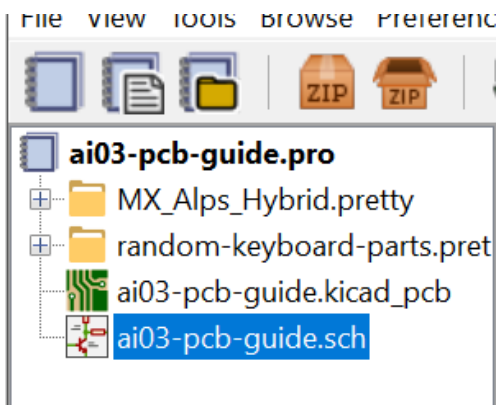 File View Tools Browse Preferenc
ZIP ZIP
ai03-pcb-guide.pro
MX_Alps_Hybrid.pretty
random-keyboard-parts.pret
ai03-pcb-guide.kicad_pcb
ai03-pcb-guide.sch